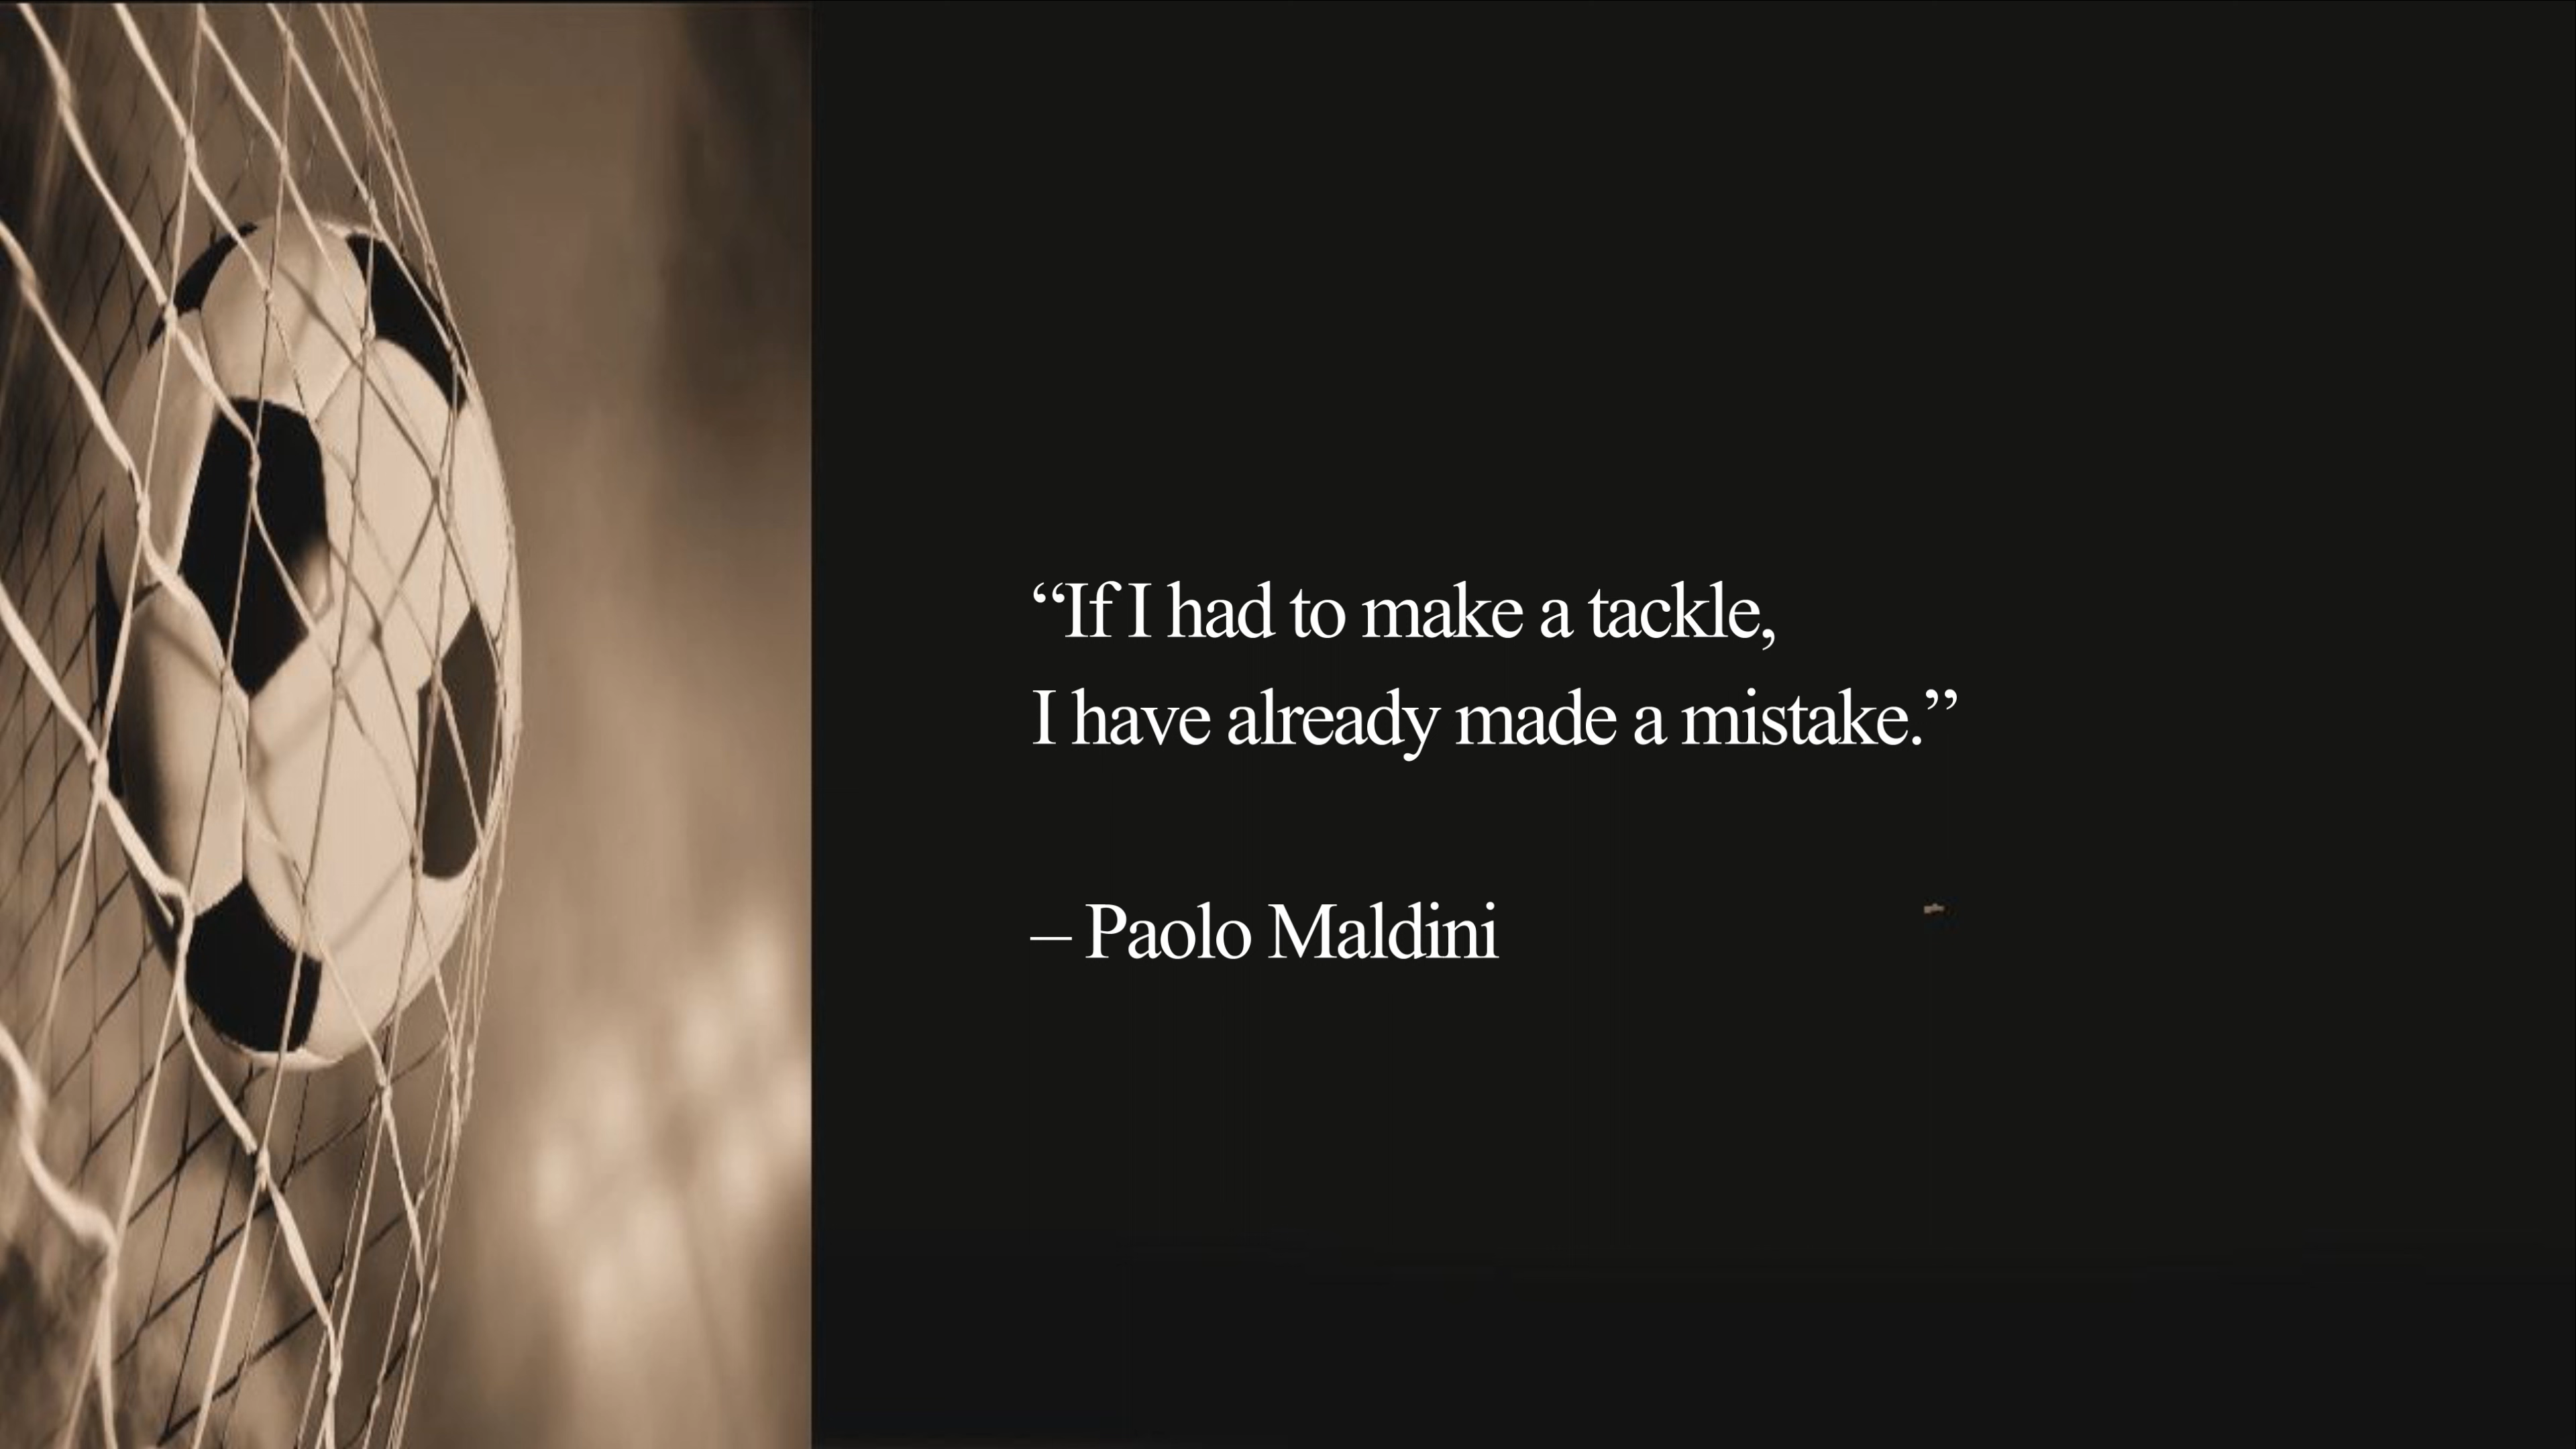 “If I had to make a tackle,
I have already made a mistake.”
– Paolo Maldini